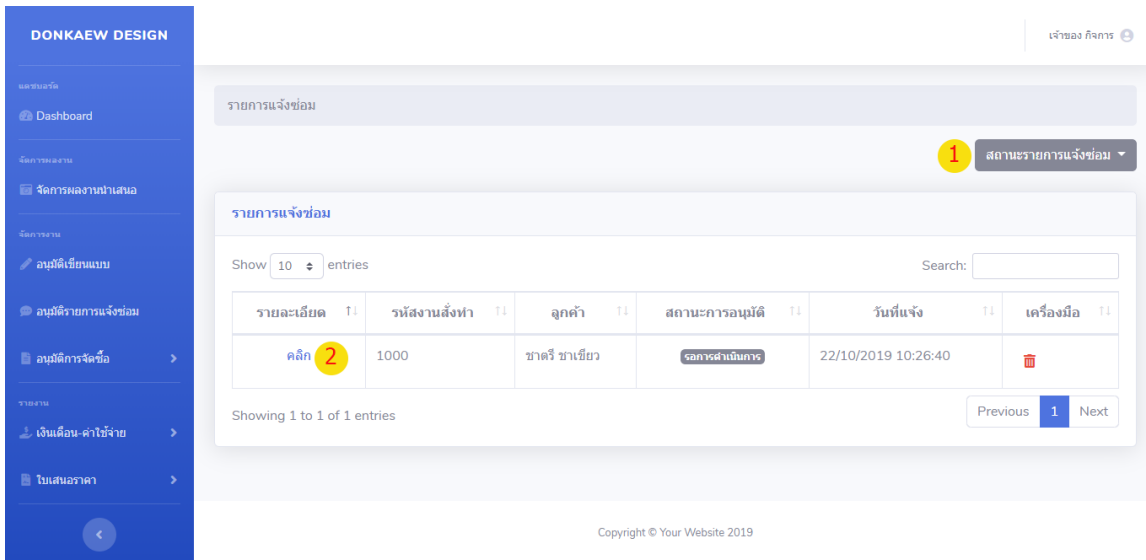 DONKAEW DESIGN
เจ้าของ กิจการ
แดชบอร์ด
Dashboard
จัดการผลงาน
จัดการผลงานนำเสนอ
จัดการงาน
อนุมัติเขียนแบบ
อนุมัติรายการแจ้งซ่อม
อนุมัติการจัดซื้อ
รายงาน
เงินเดือน-ค่าใช้จ่าย
ใบเสนอราคา
รายการแจ้งซ่อม
1 สถานะรายการแจ้งซ่อม
รายการแจ้งซ่อม
Show 10 entries Search:
รายละเอียด รหัสงานสั่งทำ ลูกค้า สถานะการอนุมัติ วันที่แจ้ง เครื่องมือ
คลิก 2 1000 ชาตรี ชาเขียว รอการดำเนินการ 22/10/2019 10:26:40
Showing 1 to 1 of 1 entries Previous 1 Next
Copyright © Your Website 2019